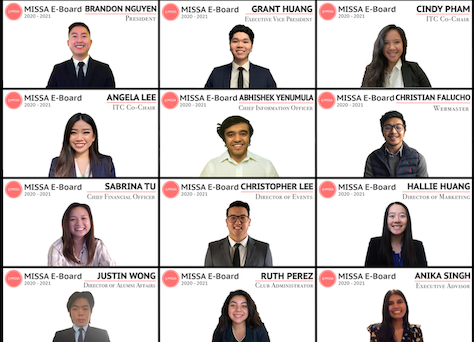 MISSA E-Board
2020 - 2021
BRANDON NGUYEN
President
MISSA E-Board
2020 - 2021
GRANT HUANG
Executive Vice President
MISSA E-Board
2020 - 2021
CINDY PHAM
ITC Co-Chair
MISSA E-Board
2020 - 2021
ANGELA LEE
ITC Co-Chair
MISSA E-Board
2020 - 2021
ABHISHEK YENUMULA
Chief Information Officer
MISSA E-Board
2020 - 2021
CHRISTIAN FALUCHO
Webmaster
MISSA E-Board
2020 - 2021
SABRINA TU
Chief Financial Officer
MISSA E-Board
2020 - 2021
CHRISTOPHER LEE
Director of Events
MISSA E-Board
2020 - 2021
HALLIE HUANG
Director of Marketing
MISSA E-Board
2020 - 2021
JUSTIN WONG
Director of Alumni Affairs
MISSA E-Board
2020 - 2021
RUTH PEREZ
Club Administrator
MISSA E-Board
2020 - 2021
ANIKA SINGH
Executive Advisor